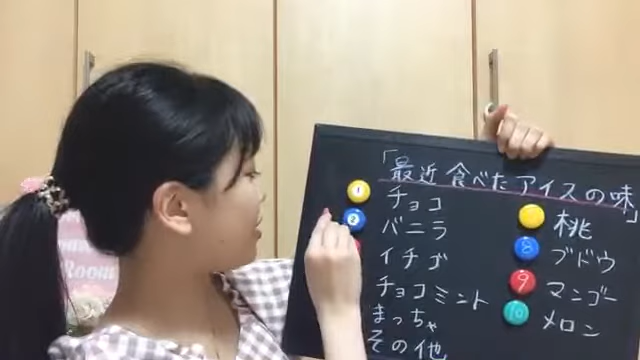 「最近食べたアイスの味」
① チョコ
② バニラ
イチゴ
チョコミント
まっちゃ
その他
桃
8 ブドウ
9 マンゴー
10 メロン
Room